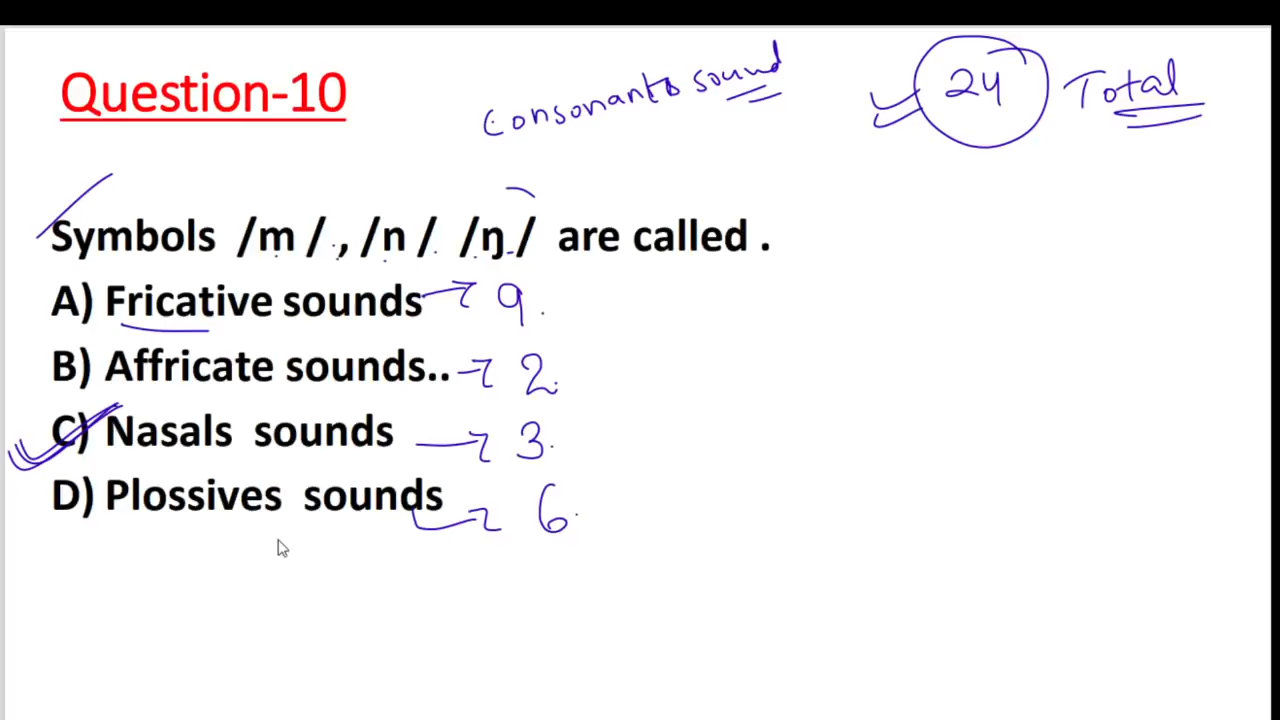 Question-10
Consonants sound
24 Total
Symbols /m / , /n / /ŋ / are called .
A) Fricative sounds 9.
B) Affricate sounds.. 2.
C) Nasals sounds 3.
D) Plossives sounds 6.